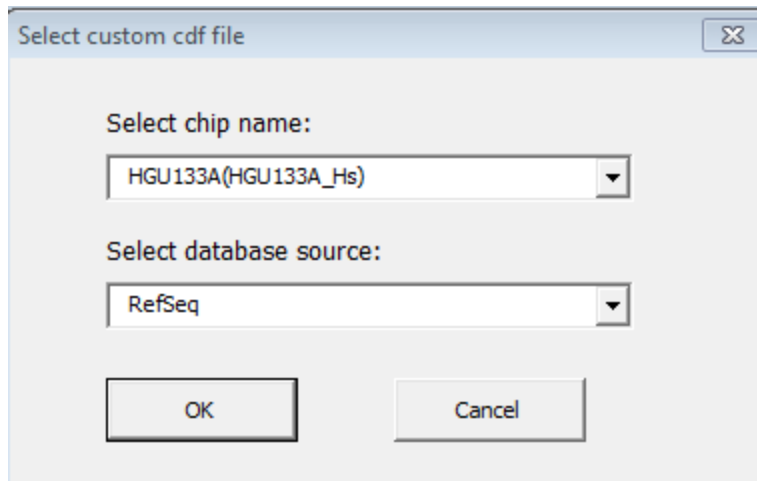 Select custom cdf file
Select chip name:
HGU133A(HGU133A_Hs)
Select database source:
RefSeq
OK Cancel